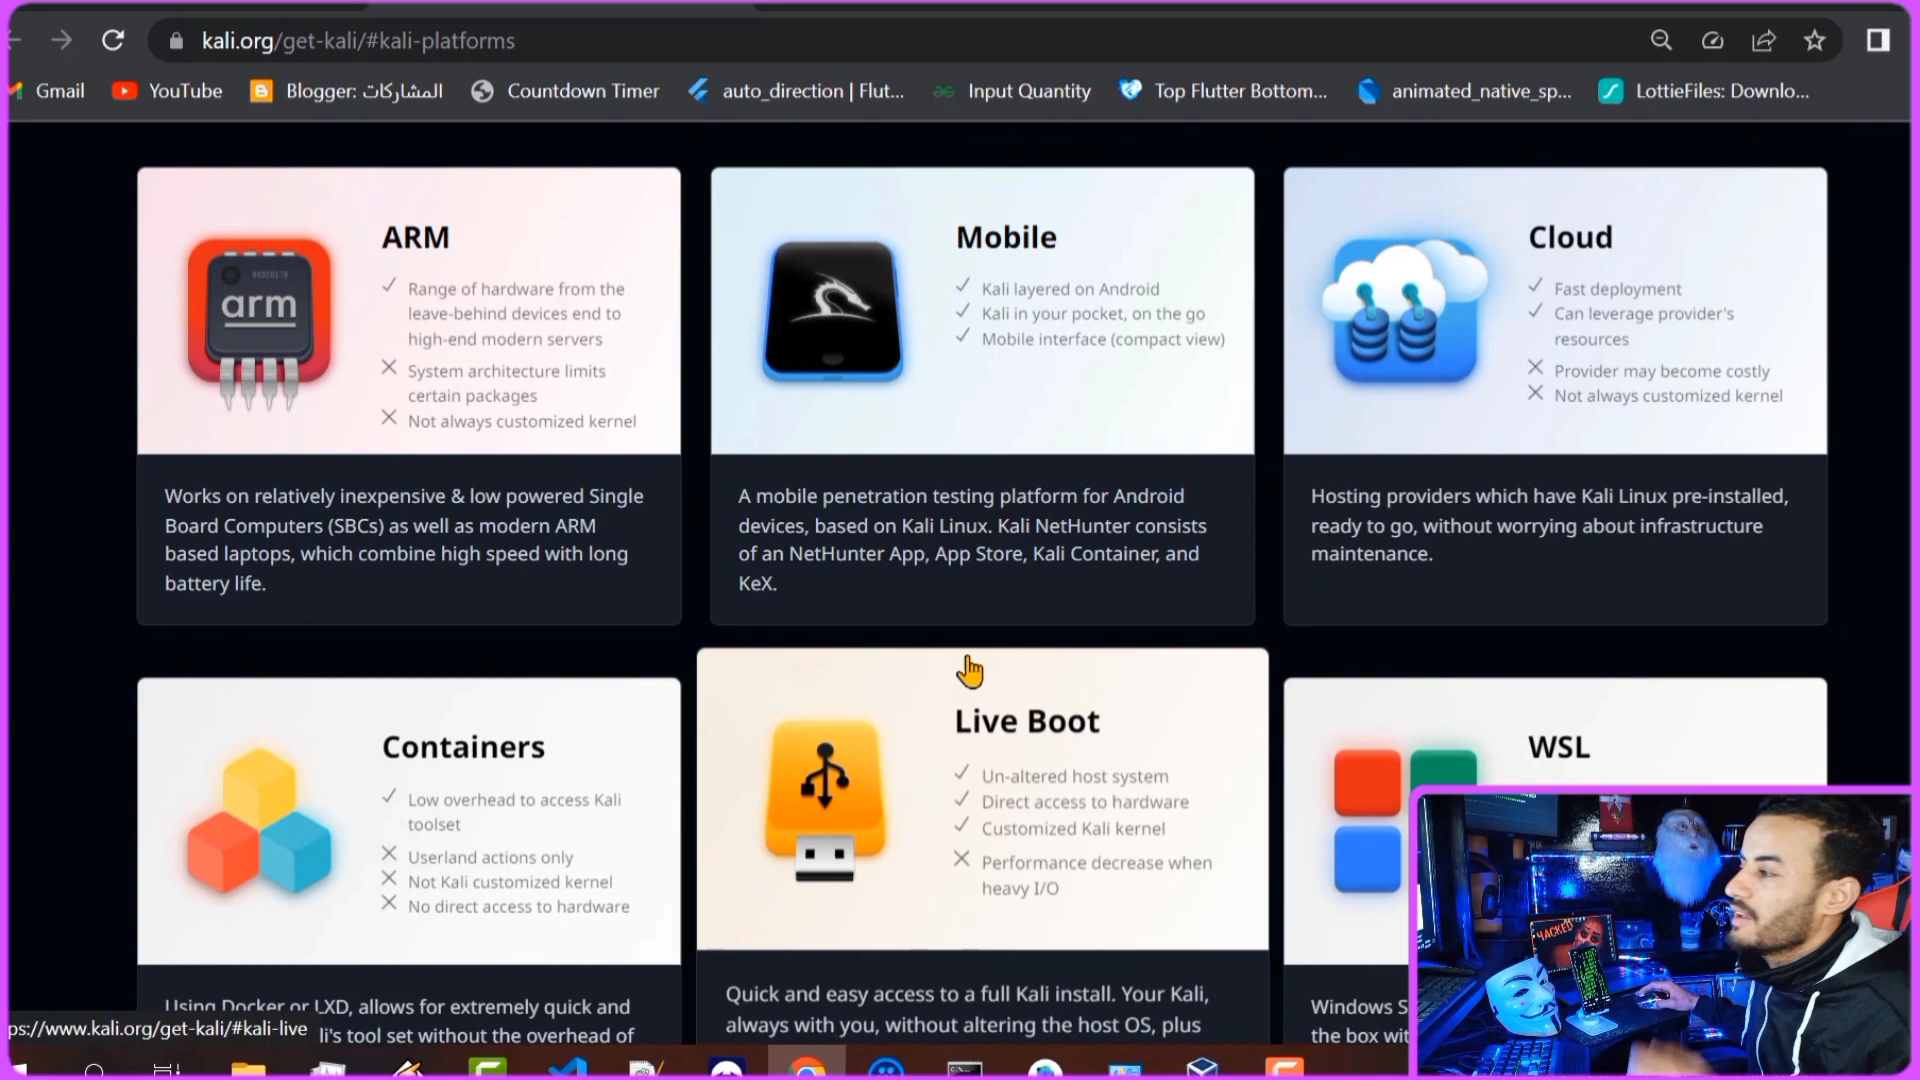 kali.org/get-kali/#kali-platforms
Gmail
YouTube
Blogger: المشاركات
Countdown Timer
auto_direction | Flut...
Input Quantity
Top Flutter Bottom...
animated_native_sp...
LottieFiles: Downlo...
arm
ARM
Range of hardware from the
leave-behind devices end to
high-end modern servers
System architecture limits
certain packages
Not always customized kernel
Works on relatively inexpensive & low powered Single
Board Computers (SBCs) as well as modern ARM
based laptops, which combine high speed with long
battery life.
Mobile
Kali layered on Android
Kali in your pocket, on the go
Mobile interface (compact view)
A mobile penetration testing platform for Android
devices, based on Kali Linux. Kali NetHunter consists
of an NetHunter App, App Store, Kali Container, and
KeX.
Cloud
Fast deployment
Can leverage provider's
resources
Provider may become costly
Not always customized kernel
Hosting providers which have Kali Linux pre-installed,
ready to go, without worrying about infrastructure
maintenance.
Containers
Low overhead to access Kali
toolset
Userland actions only
Not Kali customized kernel
No direct access to hardware
Using Docker or LXD, allows for extremely quick and
li's tool set without the overhead of
Live Boot
Un-altered host system
Direct access to hardware
Customized Kali kernel
Performance decrease when
heavy I/O
Quick and easy access to a full Kali install. Your Kali,
always with you, without altering the host OS, plus
WSL
Windows S
the box wit
HACKED
ps://www.kali.org/get-kali/#kali-live